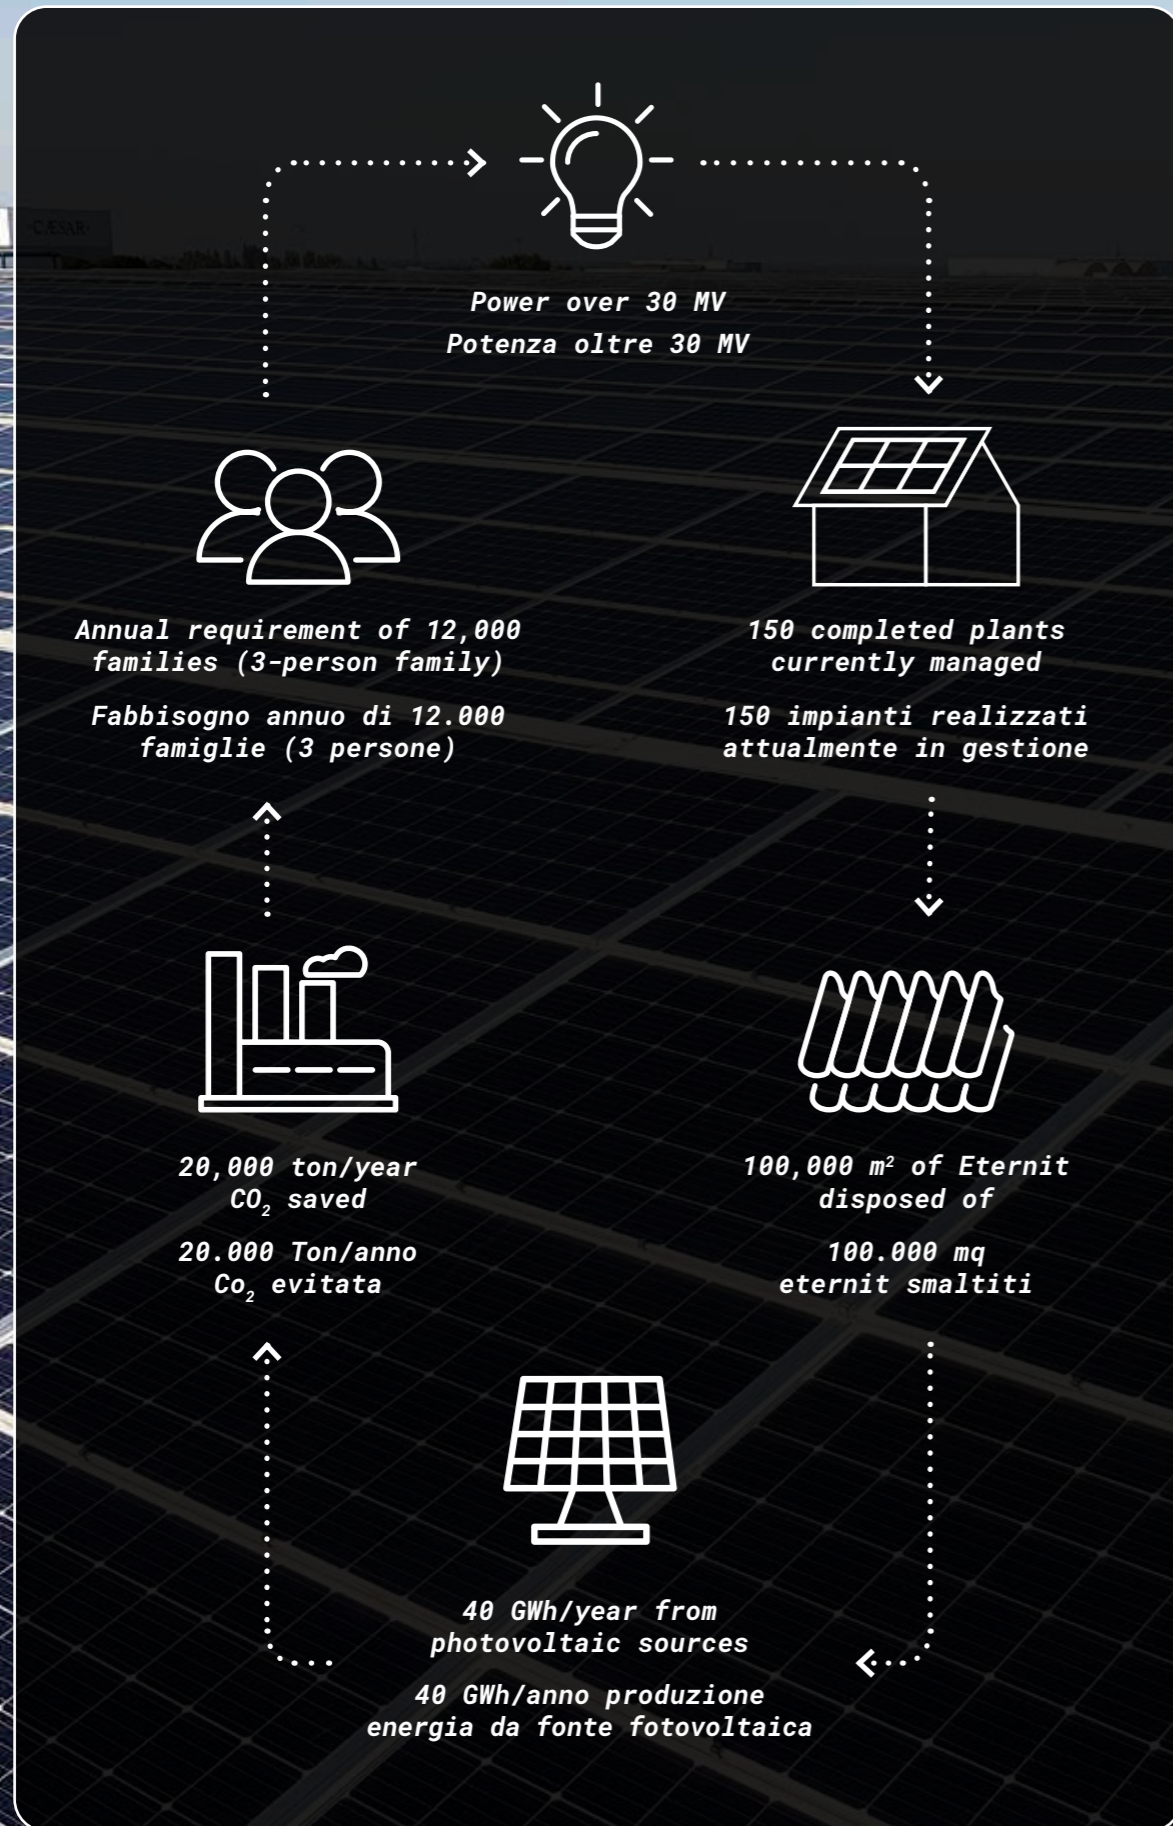 ·CÆSAR·
Power over 30 MV
Potenza oltre 30 MV
Annual requirement of 12,000
families (3-person family)
Fabbisogno annuo di 12.000
famiglie (3 persone)
150 completed plants
currently managed
150 impianti realizzati
attualmente in gestione
20,000 ton/year
CO₂ saved
20.000 Ton/anno
Co₂ evitata
100,000 m² of Eternit
disposed of
100.000 mq
eternit smaltiti
40 GWh/year from
photovoltaic sources
40 GWh/anno produzione
energia da fonte fotovoltaica